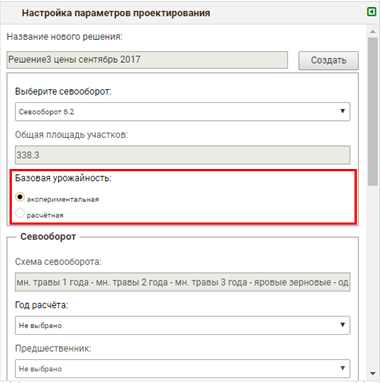 Настройка параметров проектирования
Название нового решения:
Решение3 цены сентябрь 2017
Создать
Выберите севооборот:
Севооборот 6.2
Общая площадь участков:
338.3
Базовая урожайность:
экспериментальная
расчётная
Севооборот
Схема севооборота:
мн. травы 1 года - мн. травы 2 года - мн. травы 3 года - яровые зерновые - од
Год расчёта:
Не выбрано
Предшественник:
Не выбрано